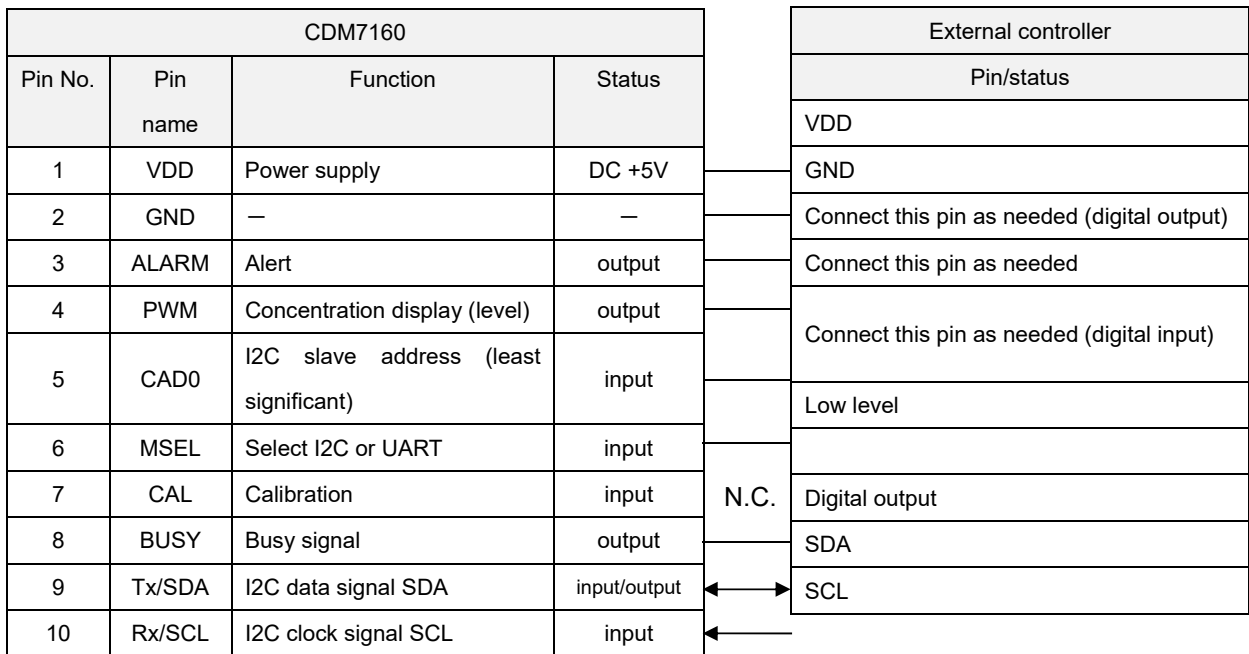 CDM7160
Pin No. Pin name Function Status
1 VDD Power supply DC +5V
2 GND － －
3 ALARM Alert output
4 PWM Concentration display (level) output
5 CAD0 I2C slave address (least significant) input
6 MSEL Select I2C or UART input
7 CAL Calibration input
8 BUSY Busy signal output
9 Tx/SDA I2C data signal SDA input/output
10 Rx/SCL I2C clock signal SCL input
N.C.
External controller
Pin/status
VDD
GND
Connect this pin as needed (digital output)
Connect this pin as needed
Connect this pin as needed (digital input)
Low level
Digital output
SDA
SCL